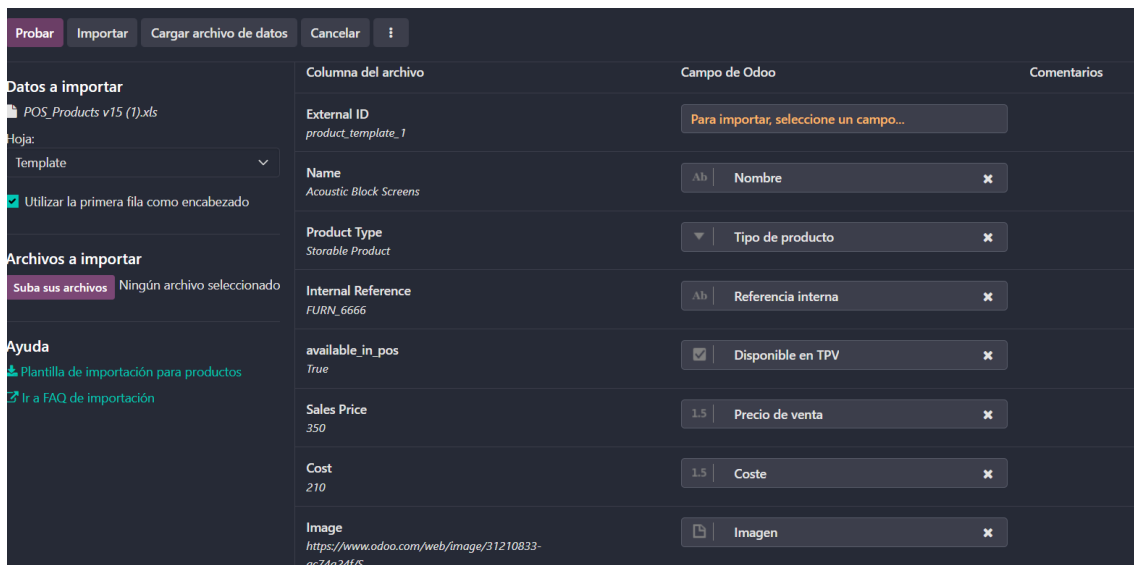 Probar Importar Cargar archivo de datos Cancelar
Datos a importar
POS_Products v15 (1).xls
Hoja:
Template
Utilizar la primera fila como encabezado
Archivos a importar
Suba sus archivos Ningún archivo seleccionado
Ayuda
Plantilla de importación para productos
Ir a FAQ de importación
Columna del archivo Campo de Odoo Comentarios
External ID
product_template_1
Para importar, seleccione un campo...
Name
Acoustic Block Screens
Ab Nombre
Product Type
Storable Product
Tipo de producto
Internal Reference
FURN_6666
Ab Referencia interna
available_in_pos
True
Disponible en TPV
Sales Price
350
1.5 Precio de venta
Cost
210
1.5 Coste
Image
https://www.odoo.com/web/image/31210833-
Imagen